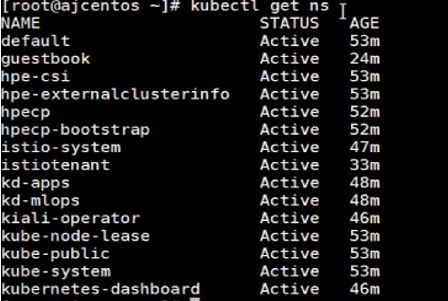 [root@ajcentos ~]# kubectl get ns
NAME STATUS AGE
default Active 53m
guestbook Active 24m
hpe-csi Active 53m
hpe-externalclusterinfo Active 53m
hpecp Active 52m
hpecp-bootstrap Active 52m
istio-system Active 47m
istiotenant Active 33m
kd-apps Active 48m
kd-mlops Active 48m
kiali-operator Active 46m
kube-node-lease Active 53m
kube-public Active 53m
kube-system Active 53m
kubernetes-dashboard Active 46m